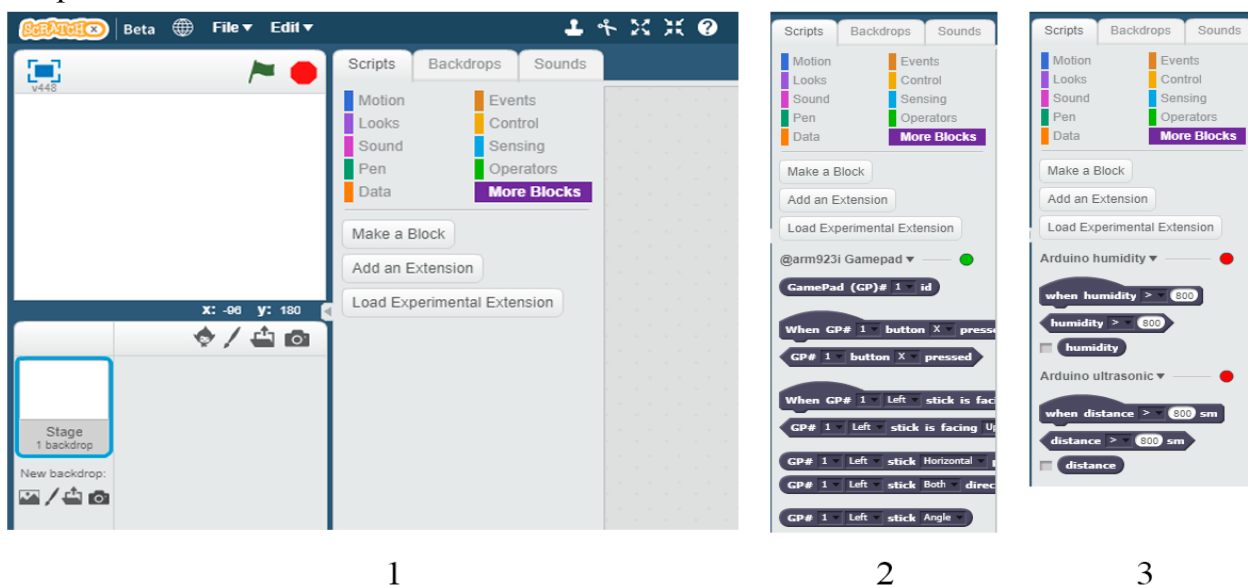 SCRATCHX Beta File Edit
v448
X: -96 y: 180
Stage
1 backdrop
New backdrop:
Scripts Backdrops Sounds
Motion Events
Looks Control
Sound Sensing
Pen Operators
Data More Blocks
Make a Block
Add an Extension
Load Experimental Extension
1
Scripts Backdrops Sounds
Motion Events
Looks Control
Sound Sensing
Pen Operators
Data More Blocks
Make a Block
Add an Extension
Load Experimental Extension
@arm923i Gamepad
GamePad (GP)# 1 id
When GP# 1 button X press
GP# 1 button X pressed
When GP# 1 Left stick is fac
GP# 1 Left stick is facing
GP# 1 Left stick Horizontal
GP# 1 Left stick Both direc
GP# 1 Left stick Angle
2
Scripts Backdrops Sounds
Motion Events
Looks Control
Sound Sensing
Pen Operators
Data More Blocks
Make a Block
Add an Extension
Load Experimental Extension
Arduino humidity
when humidity > 800
humidity > 800
humidity
Arduino ultrasonic
when distance > 800 sm
distance > 800 sm
distance
3